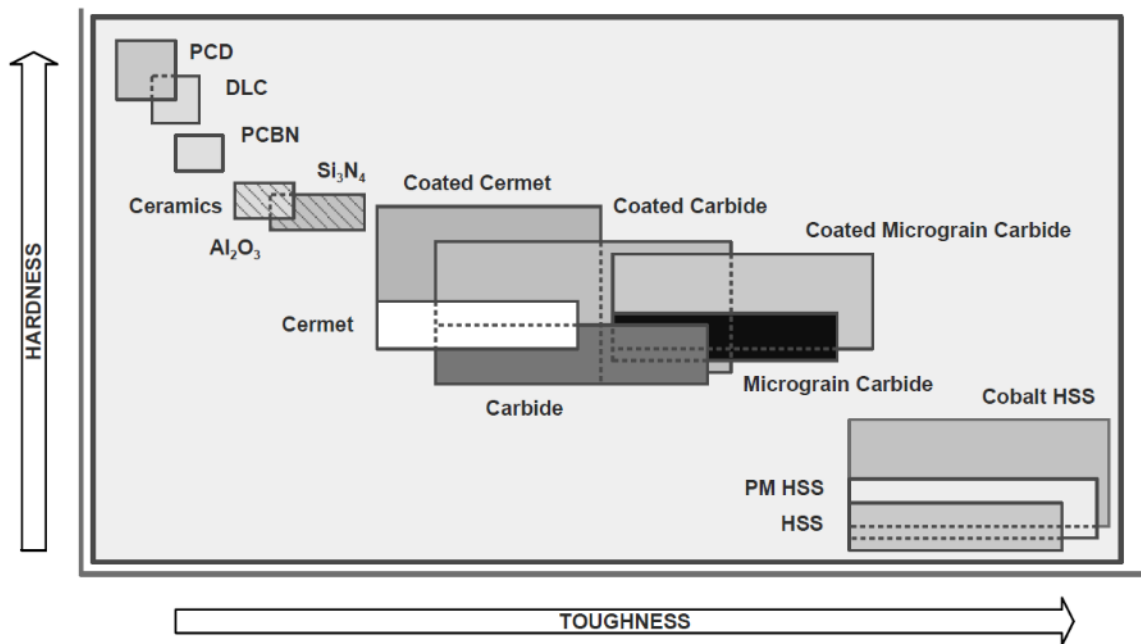 PCD
DLC
PCBN
Si₃N₄
Ceramics
Al₂O₃
Coated Cermet
Coated Carbide
Coated Micrograin Carbide
Cermet
Carbide
Micrograin Carbide
Cobalt HSS
PM HSS
HSS
HARDNESS
TOUGHNESS